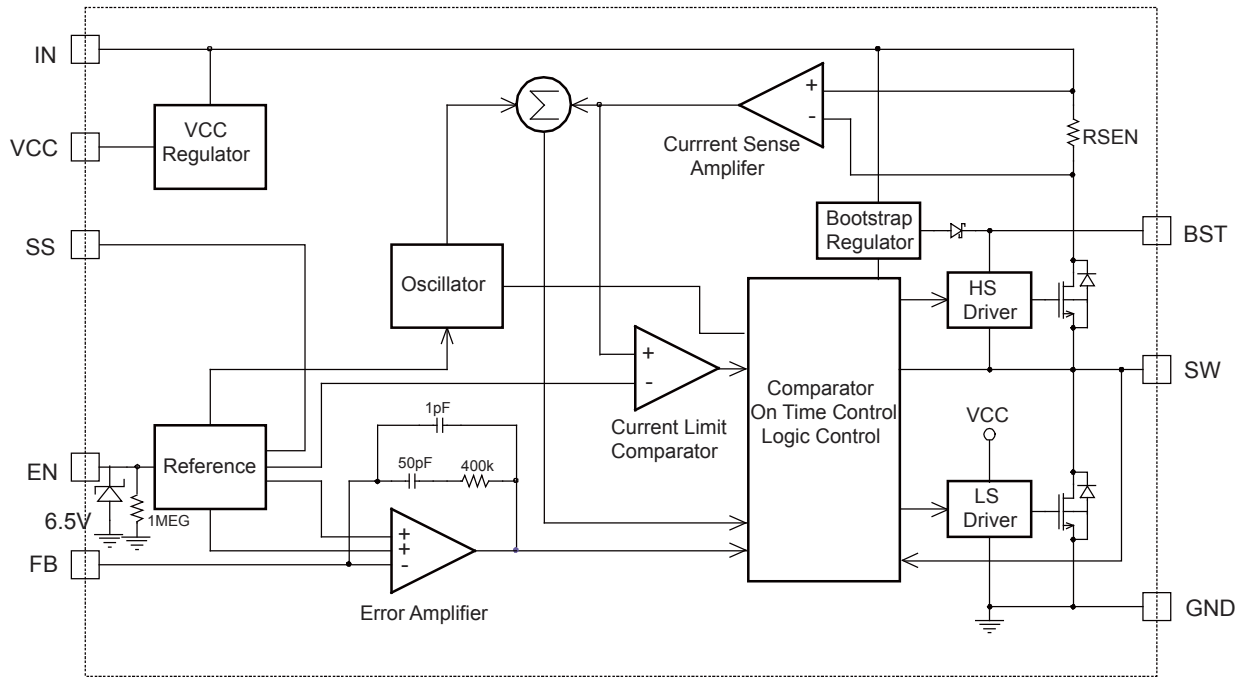 IN
VCC
Regulator
VCC
SS
EN
6.5V
1MEG
FB
Reference
Oscillator
Σ
+
-
Currrent Sense
Amplifer
RSEN
Bootstrap
Regulator
BST
HS
Driver
SW
+
-
Current Limit
Comparator
Comparator
On Time Control
Logic Control
VCC
LS
Driver
GND
1pF
50pF
400k
+
+
-
Error Amplifier